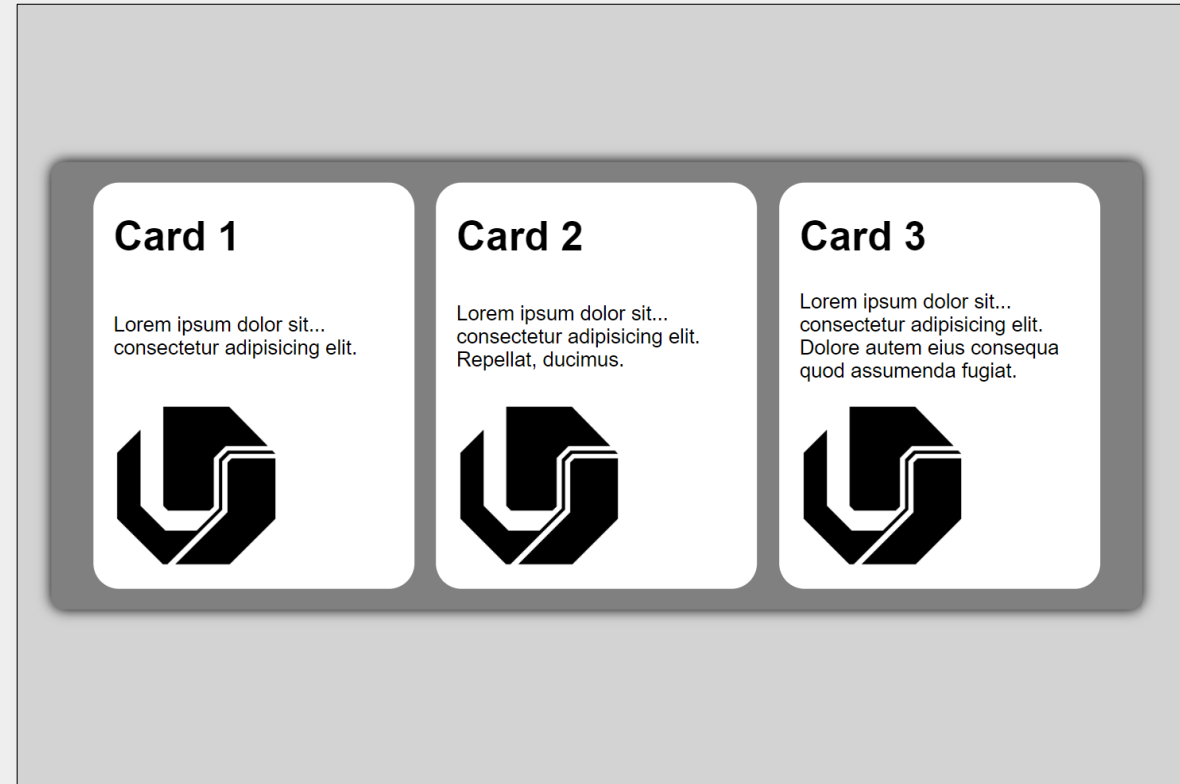 Card 1
Lorem ipsum dolor sit...
consectetur adipisicing elit.
Card 2
Lorem ipsum dolor sit...
consectetur adipisicing elit.
Repellat, ducimus.
Card 3
Lorem ipsum dolor sit...
consectetur adipisicing elit.
Dolore autem eius consequa
quod assumenda fugiat.